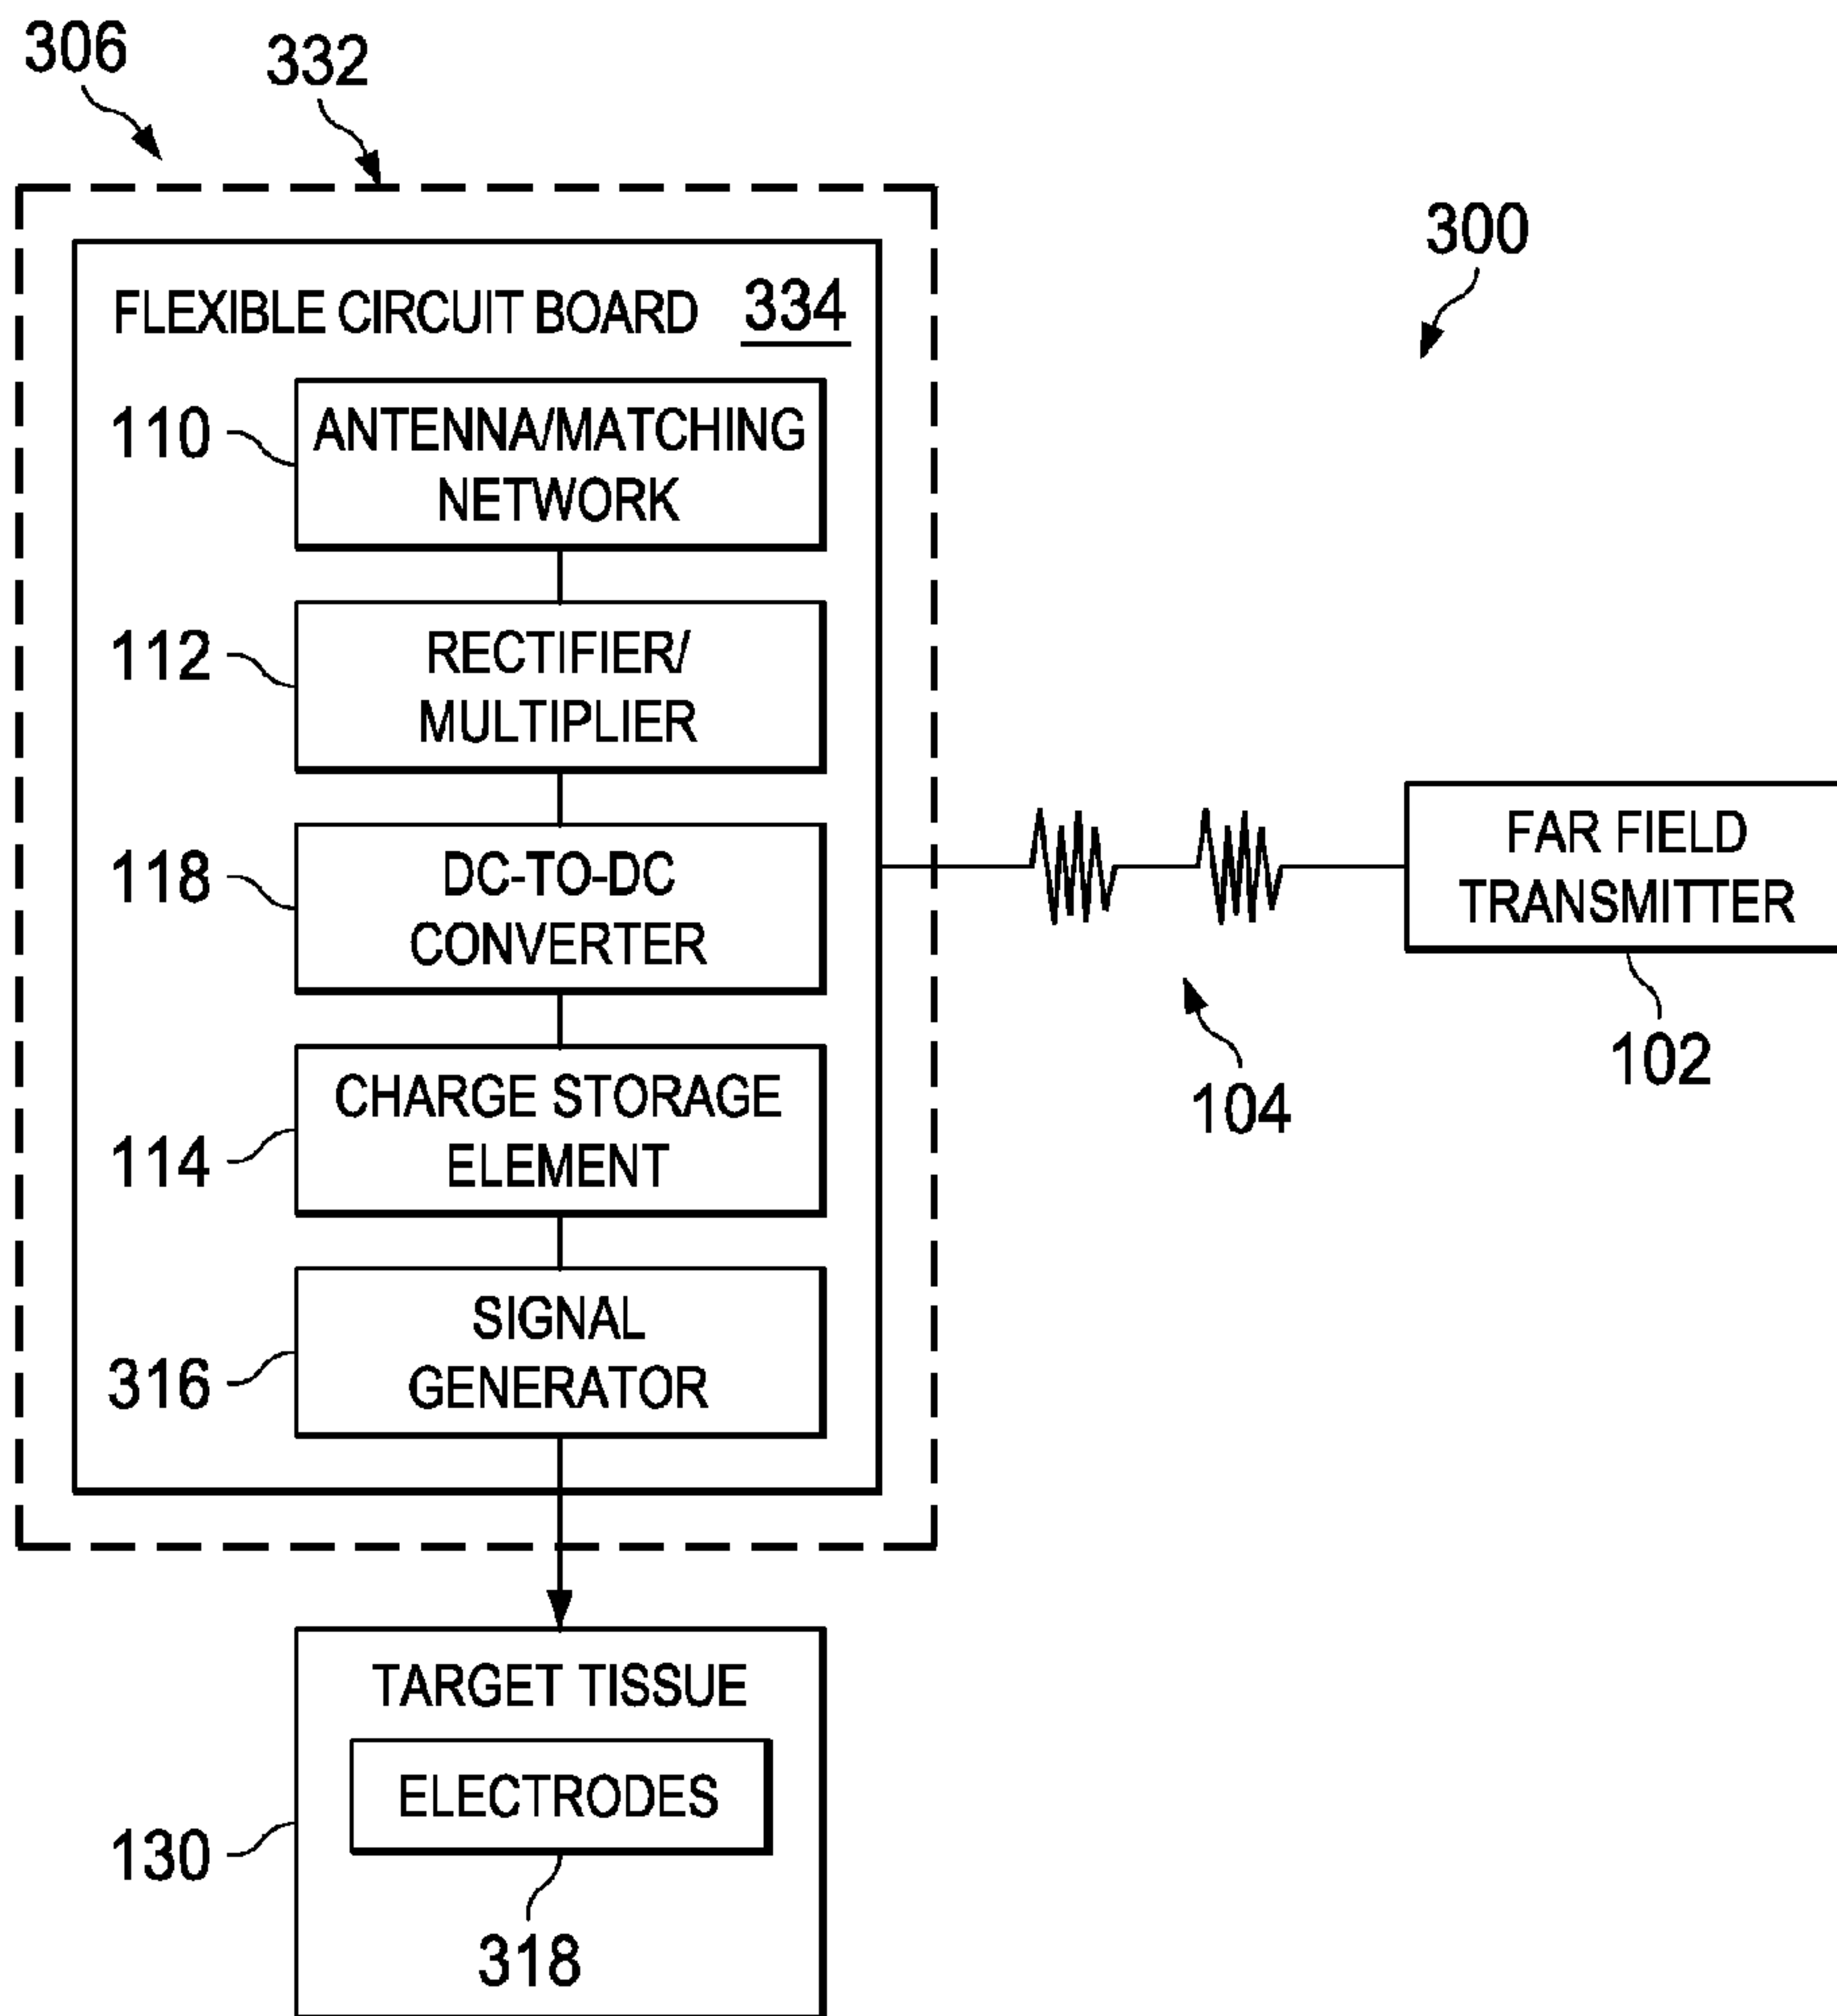 306
332
300
FLEXIBLE CIRCUIT BOARD 334
110
ANTENNA/MATCHING
NETWORK
112
RECTIFIER/
MULTIPLIER
118
DC-TO-DC
CONVERTER
FAR FIELD
TRANSMITTER
102
104
114
CHARGE STORAGE
ELEMENT
316
SIGNAL
GENERATOR
TARGET TISSUE
ELECTRODES
130
318